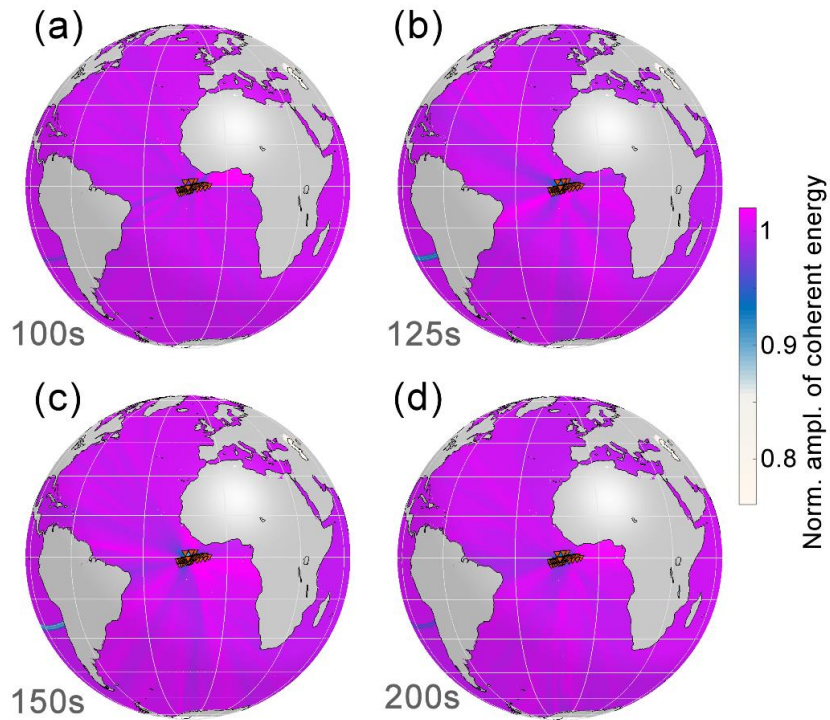 (a)
(b)
100s
125s
(c)
(d)
150s
200s
1
0.9
0.8
Norm. ampl. of coherent energy